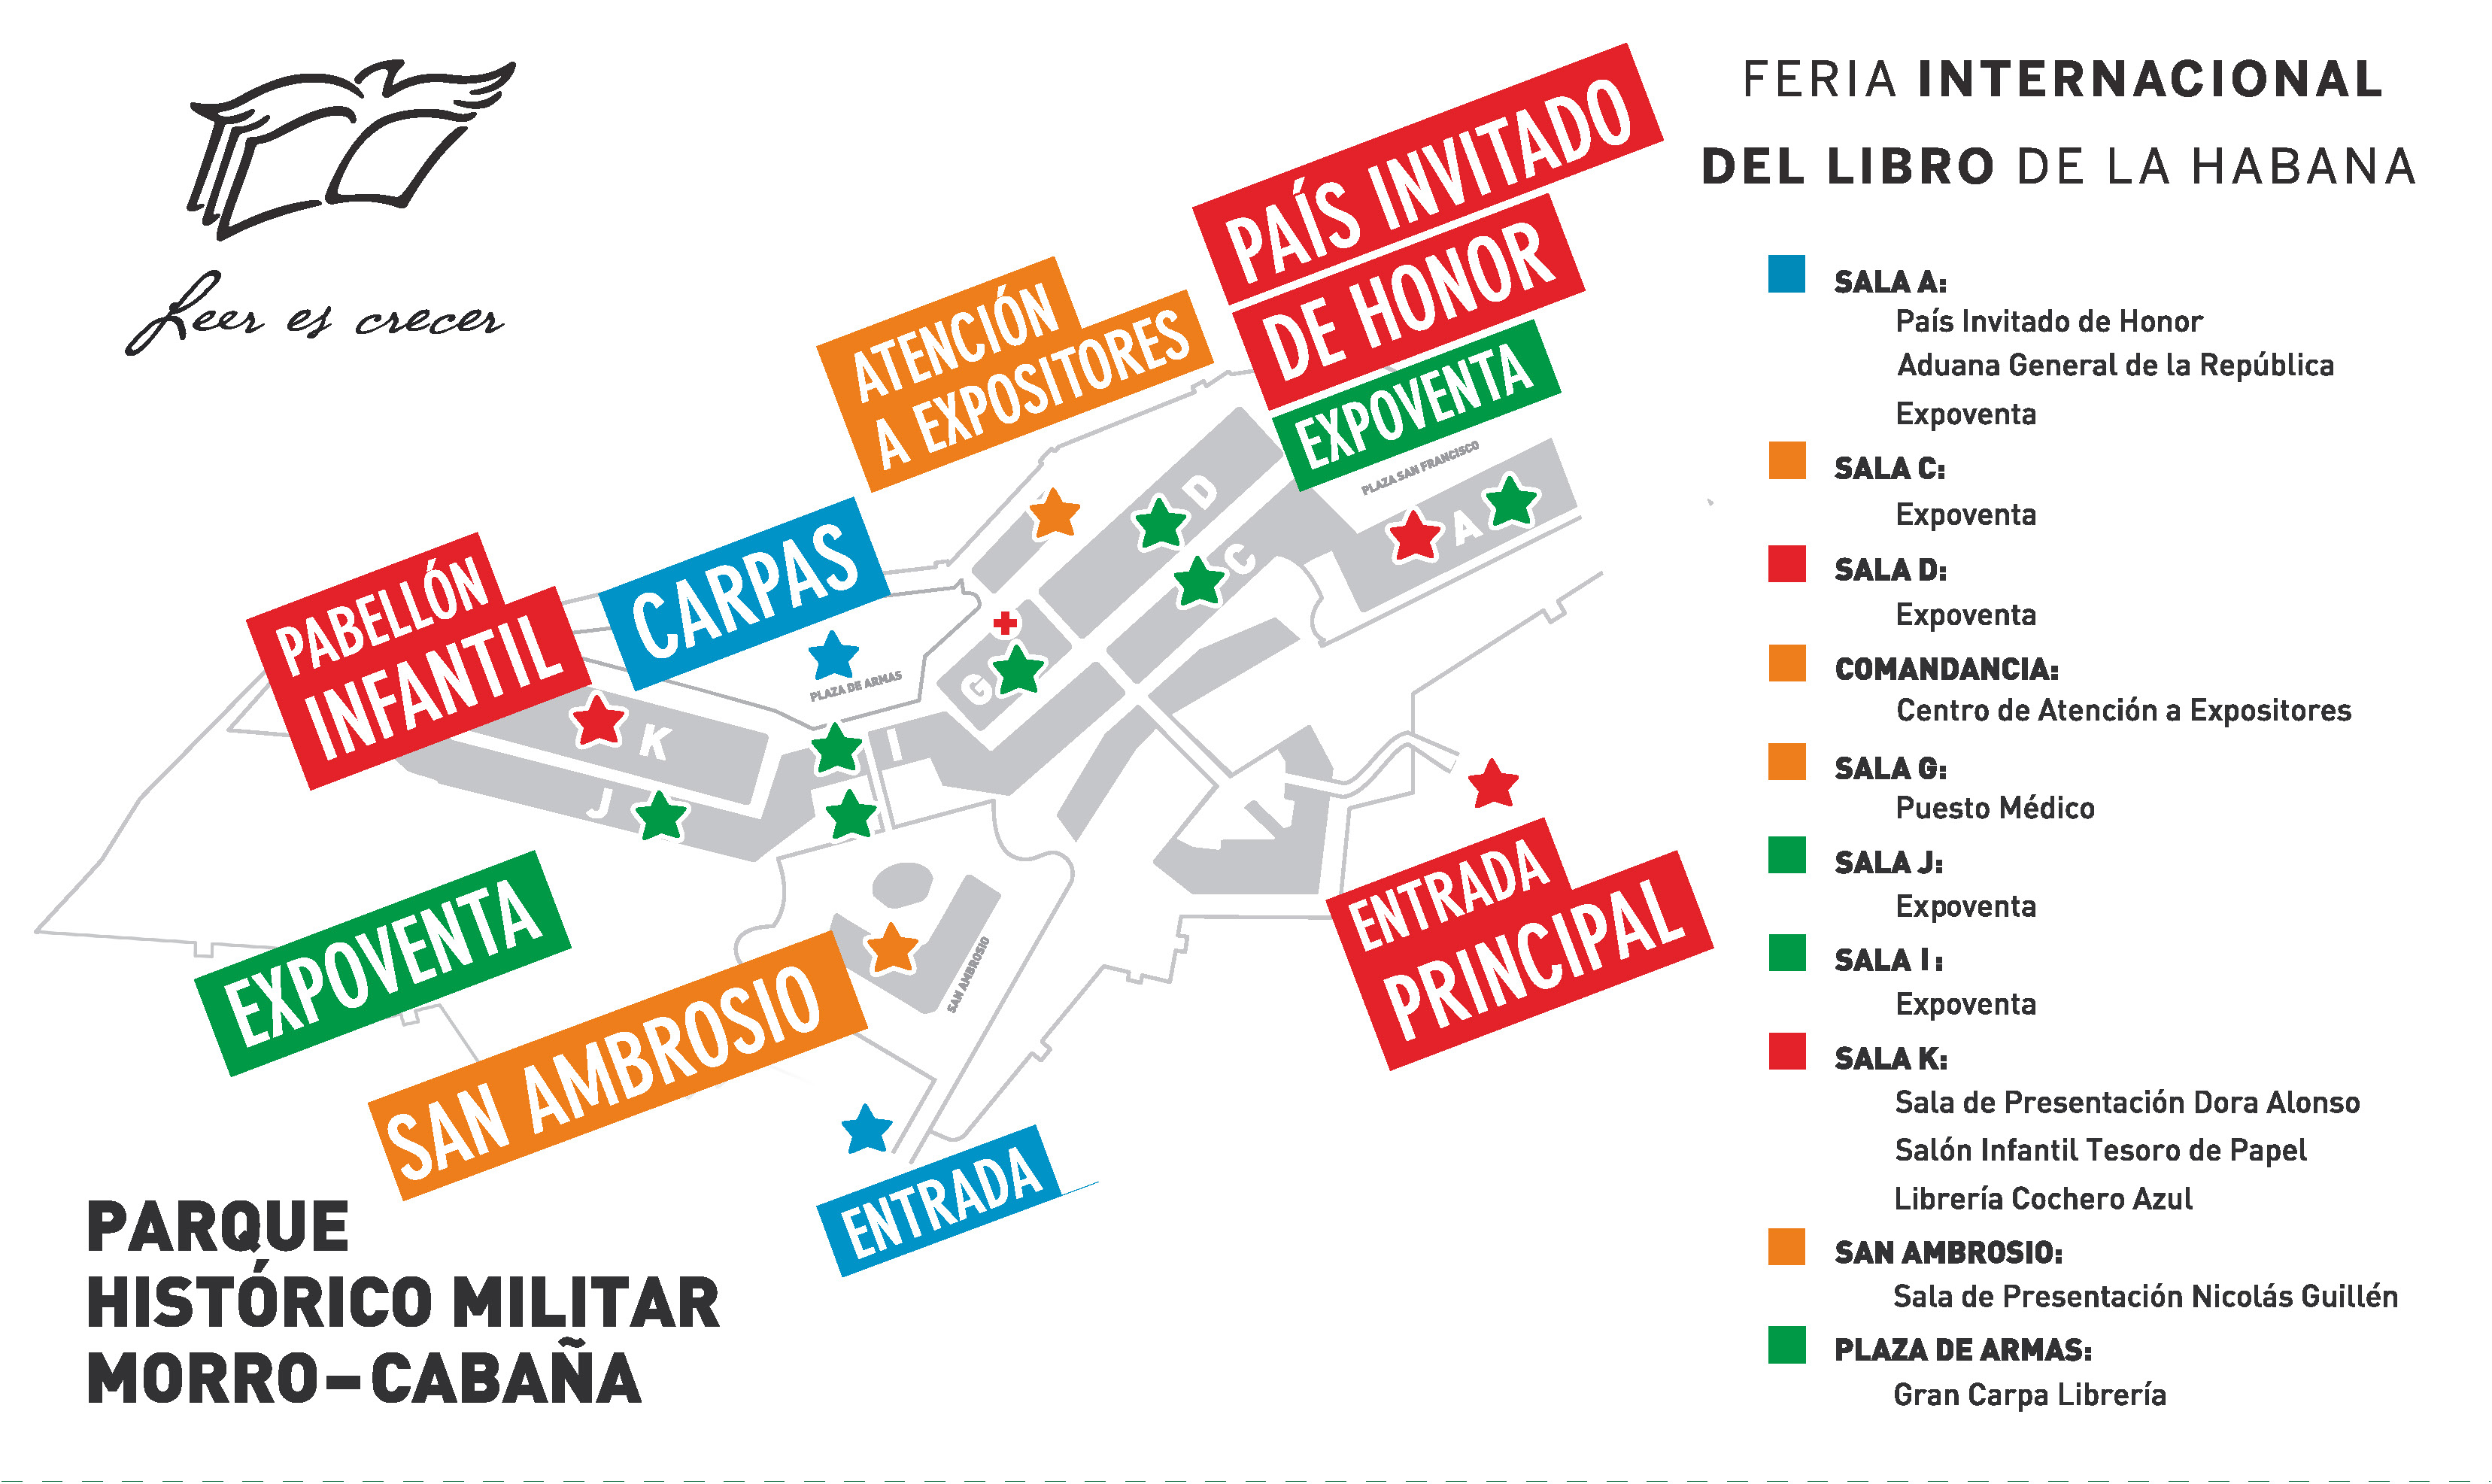 Leer es crecer
FERIA INTERNACIONAL
DEL LIBRO DE LA HABANA
PAÍS INVITADO
DE HONOR
EXPOVENTA
PLAZA SAN FRANCISCO
ATENCIÓN
A EXPOSITORES
CARPAS
PLAZA DE ARMAS
PABELLÓN
INFANTIL
D
C
A
G
I
K
J
L
EXPOVENTA
SAN AMBROSIO
SAN AMBROSIO
ENTRADA
PRINCIPAL
ENTRADA
PARQUE
HISTÓRICO MILITAR
MORRO–CABAÑA
SALA A:
País Invitado de Honor
Aduana General de la República
Expoventa
SALA C:
Expoventa
SALA D:
Expoventa
COMANDANCIA:
Centro de Atención a Expositores
SALA G:
Puesto Médico
SALA J:
Expoventa
SALA I:
Expoventa
SALA K:
Sala de Presentación Dora Alonso
Salón Infantil Tesoro de Papel
Librería Cochero Azul
SAN AMBROSIO:
Sala de Presentación Nicolás Guillén
PLAZA DE ARMAS:
Gran Carpa Librería